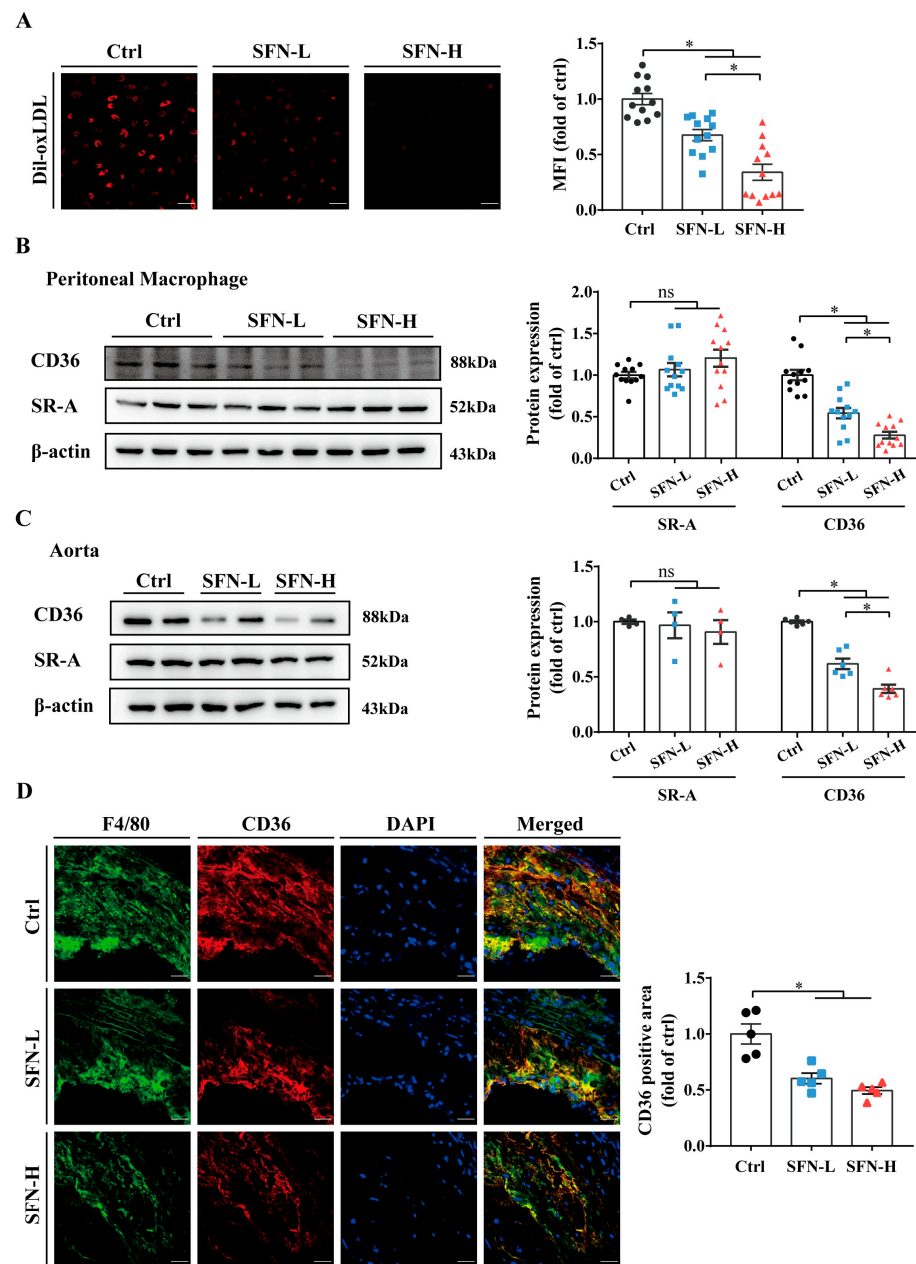 A
Ctrl SFN-L SFN-H
Dil-oxLDL
MFI (fold of ctrl)
1.5
1.0
0.5
0.0
*
*
Ctrl SFN-L SFN-H
B
Peritoneal Macrophage
Ctrl SFN-L SFN-H
CD36 88kDa
SR-A 52kDa
β-actin 43kDa
Protein expression
(fold of ctrl)
2.0
1.5
1.0
0.5
0.0
ns
*
*
Ctrl SFN-L SFN-H Ctrl SFN-L SFN-H
SR-A CD36
C
Aorta
Ctrl SFN-L SFN-H
CD36 88kDa
SR-A 52kDa
β-actin 43kDa
Protein expression
(fold of ctrl)
1.5
1.0
0.5
0.0
ns
*
*
Ctrl SFN-L SFN-H Ctrl SFN-L SFN-H
SR-A CD36
D
F4/80 CD36 DAPI Merged
Ctrl
SFN-L
SFN-H
CD36 positive area
(fold of ctrl)
1.5
1.0
0.5
0.0
*
Ctrl SFN-L SFN-H